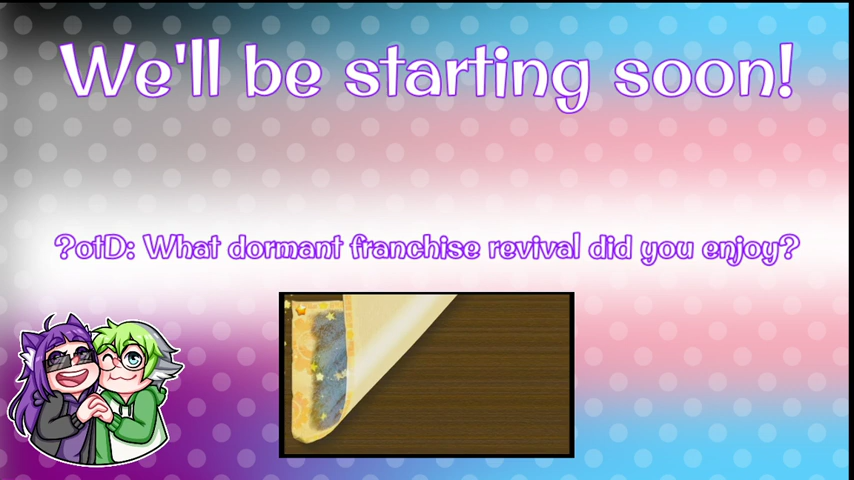 We'll be starting soon!
?otD: What dormant franchise revival did you enjoy?